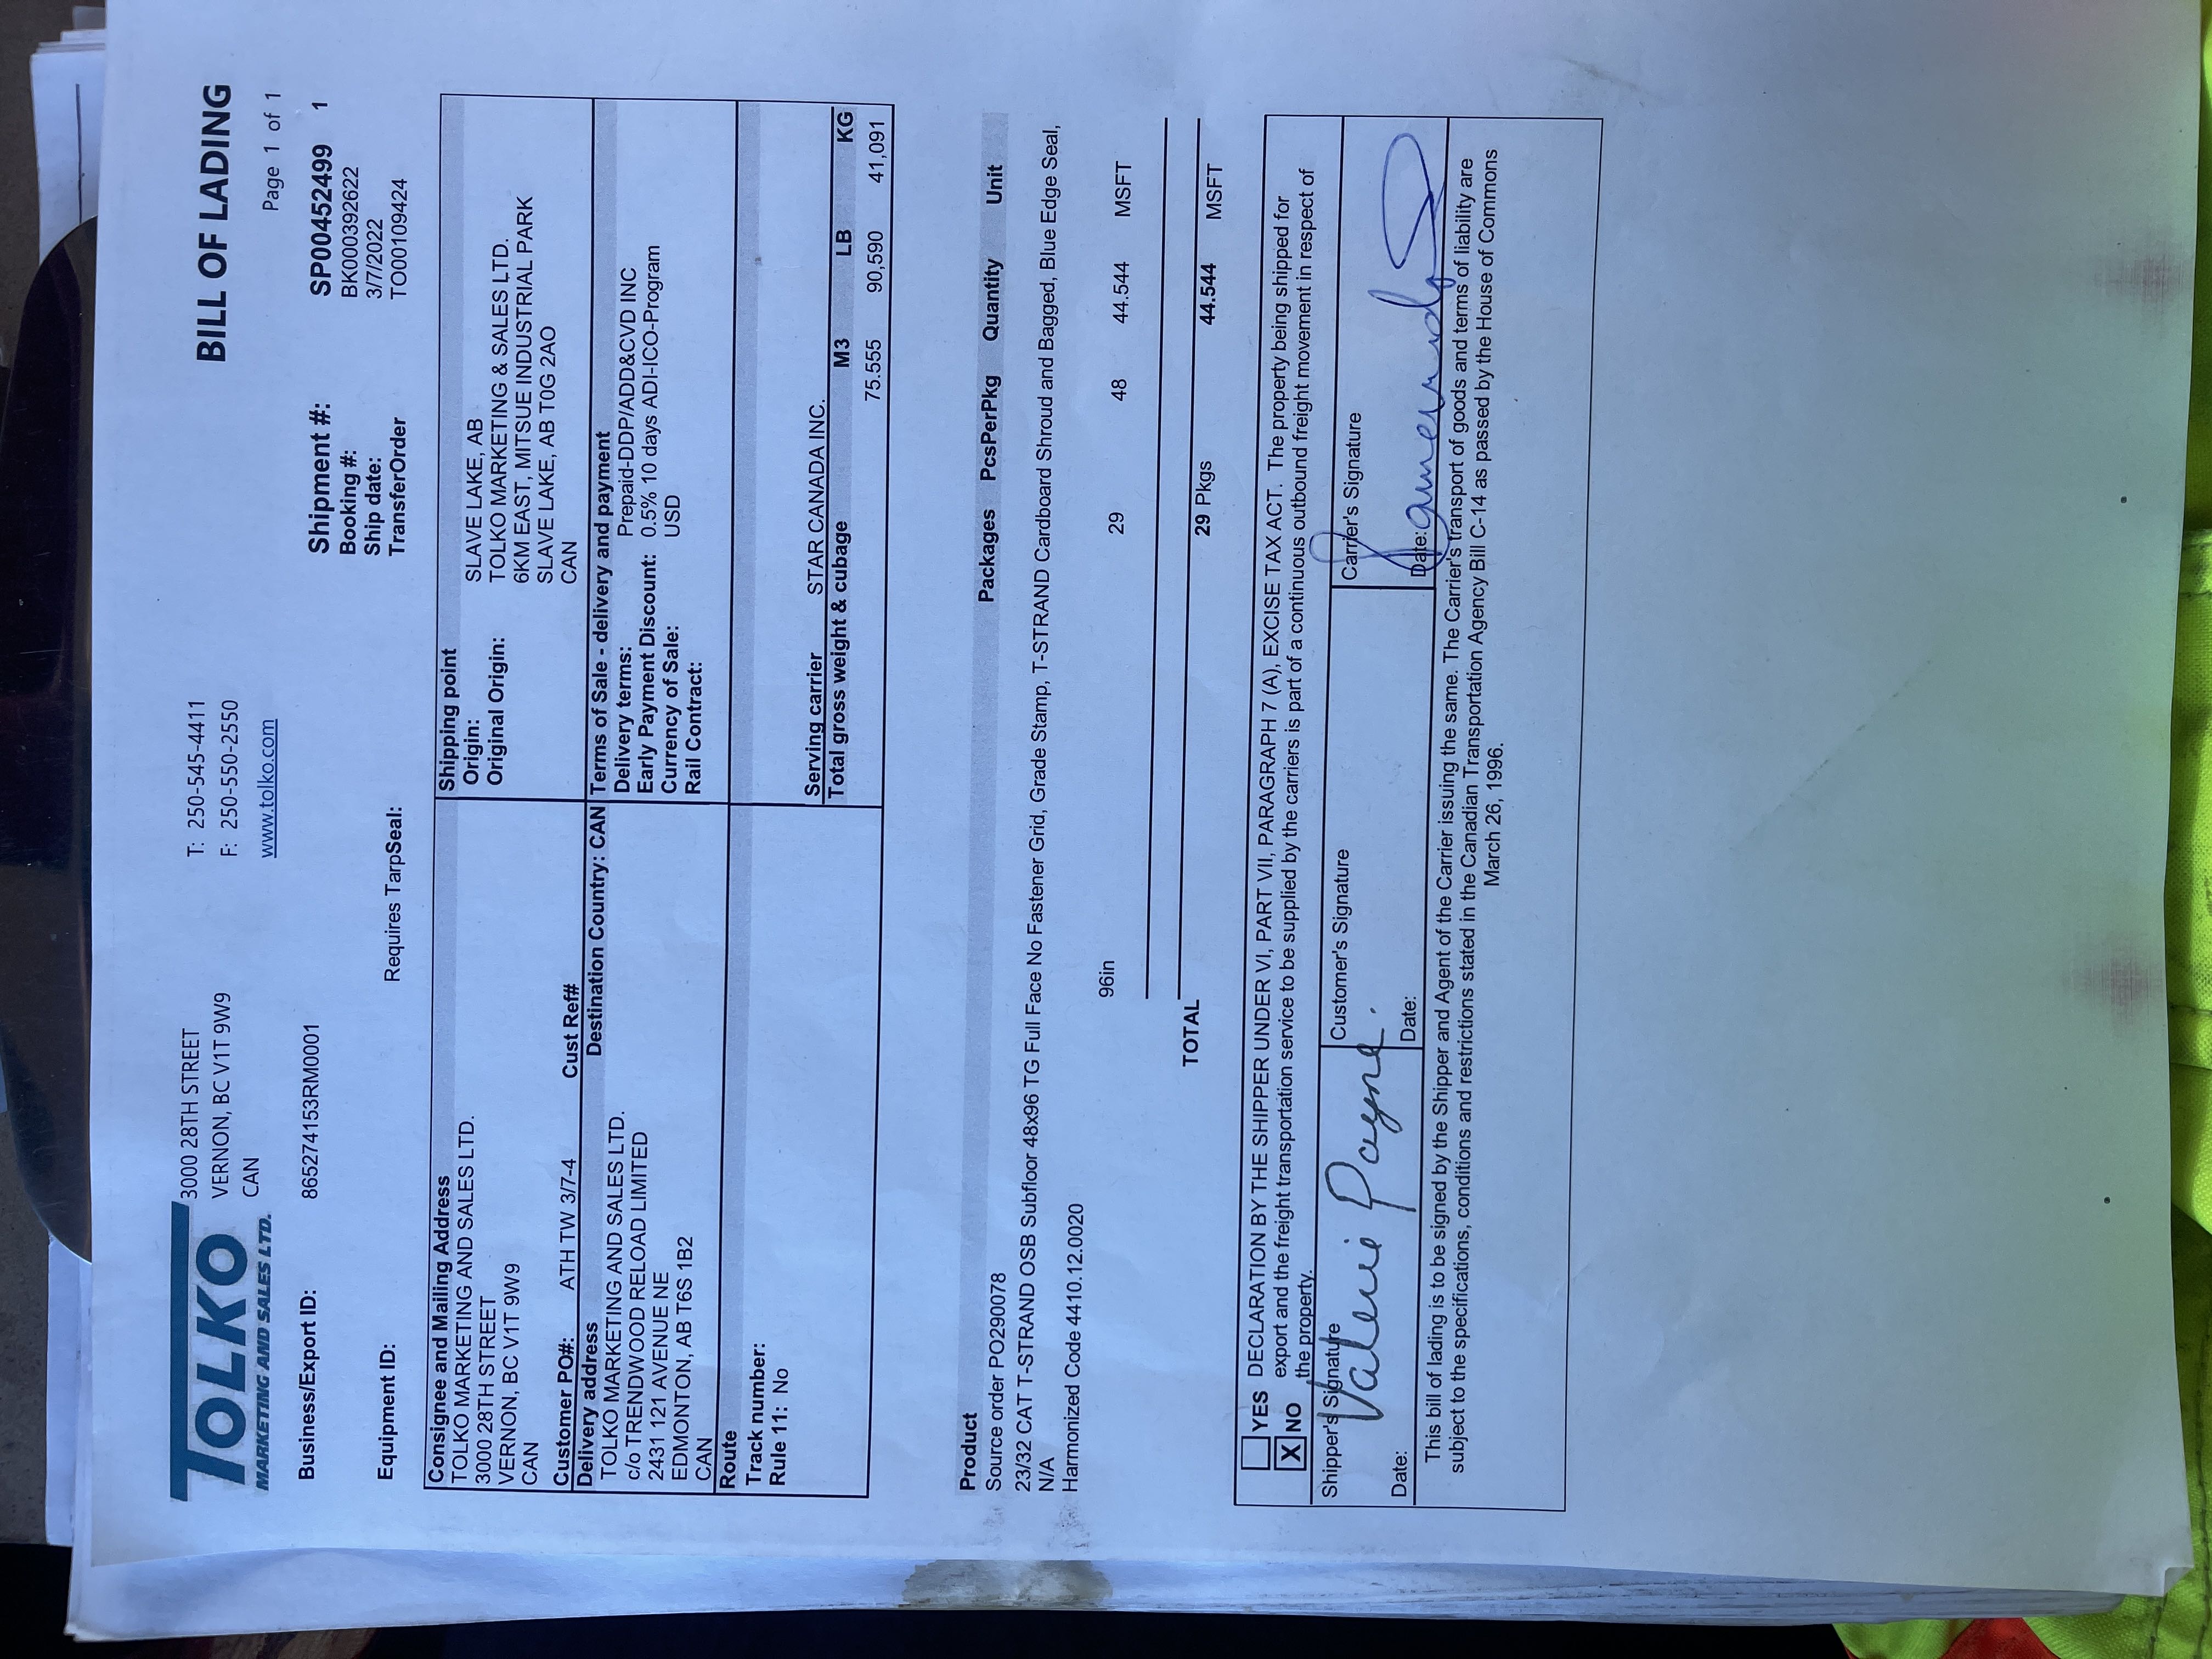 TOLKO
MARKETING AND SALES LTD.
3000 28TH STREET
VERNON, BC V1T 9W9
CAN
T: 250-545-4411
F: 250-550-2550
www.tolko.com
BILL OF LADING
Page 1 of 1
Business/Export ID: 865274153RM0001
Shipment #: SP00452499 1
Booking #: BK000392622
Ship date: 3/7/2022
TransferOrder TO00109424
Equipment ID:
Requires TarpSeal:
Consignee and Mailing Address
TOLKO MARKETING AND SALES LTD.
3000 28TH STREET
VERNON, BC V1T 9W9
CAN
Customer PO#: ATH TW 3/7-4 Cust Ref#
Shipping point
Origin: SLAVE LAKE, AB
Original Origin: TOLKO MARKETING & SALES LTD.
6KM EAST, MITSUE INDUSTRIAL PARK
SLAVE LAKE, AB T0G 2AO
CAN
Delivery address Destination Country: CAN
TOLKO MARKETING AND SALES LTD.
c/o TRENDWOOD RELOAD LIMITED
2431 121 AVENUE NE
EDMONTON, AB T6S 1B2
CAN
Terms of Sale - delivery and payment
Delivery terms: Prepaid-DDP/ADD&CVD INC
Early Payment Discount: 0.5% 10 days ADI-ICO-Program
Currency of Sale: USD
Rail Contract:
Route
Track number:
Rule 11: No
Serving carrier STAR CANADA INC.
Total gross weight & cubage M3 LB KG
75.555 90,590 41,091
Product Packages PcsPerPkg Quantity Unit
Source order PO290078
23/32 CAT T-STRAND OSB Subfloor 48x96 TG Full Face No Fastener Grid, Grade Stamp, T-STRAND Cardboard Shroud and Bagged, Blue Edge Seal,
N/A
Harmonized Code 4410.12.0020
96in 29 48 44.544 MSFT
TOTAL 29 Pkgs 44.544 MSFT
YES DECLARATION BY THE SHIPPER UNDER VI, PART VII, PARAGRAPH 7 (A), EXCISE TAX ACT. The property being shipped for
X NO export and the freight transportation service to be supplied by the carriers is part of a continuous outbound freight movement in respect of
the property.
Shipper's Signature
Valerie Payne.
Date:
Customer's Signature
Date:
Carrier's Signature
Date:
This bill of lading is to be signed by the Shipper and Agent of the Carrier issuing the same. The Carrier's transport of goods and terms of liability are
subject to the specifications, conditions and restrictions stated in the Canadian Transportation Agency Bill C-14 as passed by the House of Commons
March 26, 1996.